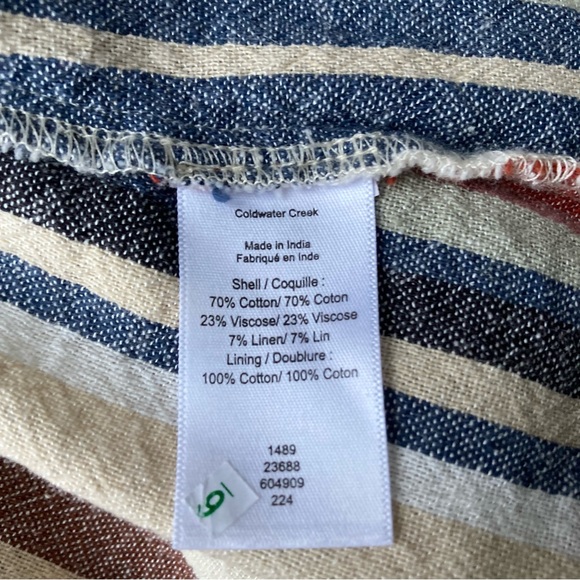 Coldwater Creek
Made in India
Fabriqué en Inde
Shell / Coquille :
70% Cotton/ 70% Coton
23% Viscose/ 23% Viscose
7% Linen/ 7% Lin
Lining / Doublure :
100% Cotton/ 100% Coton
1489
23688
604909
224